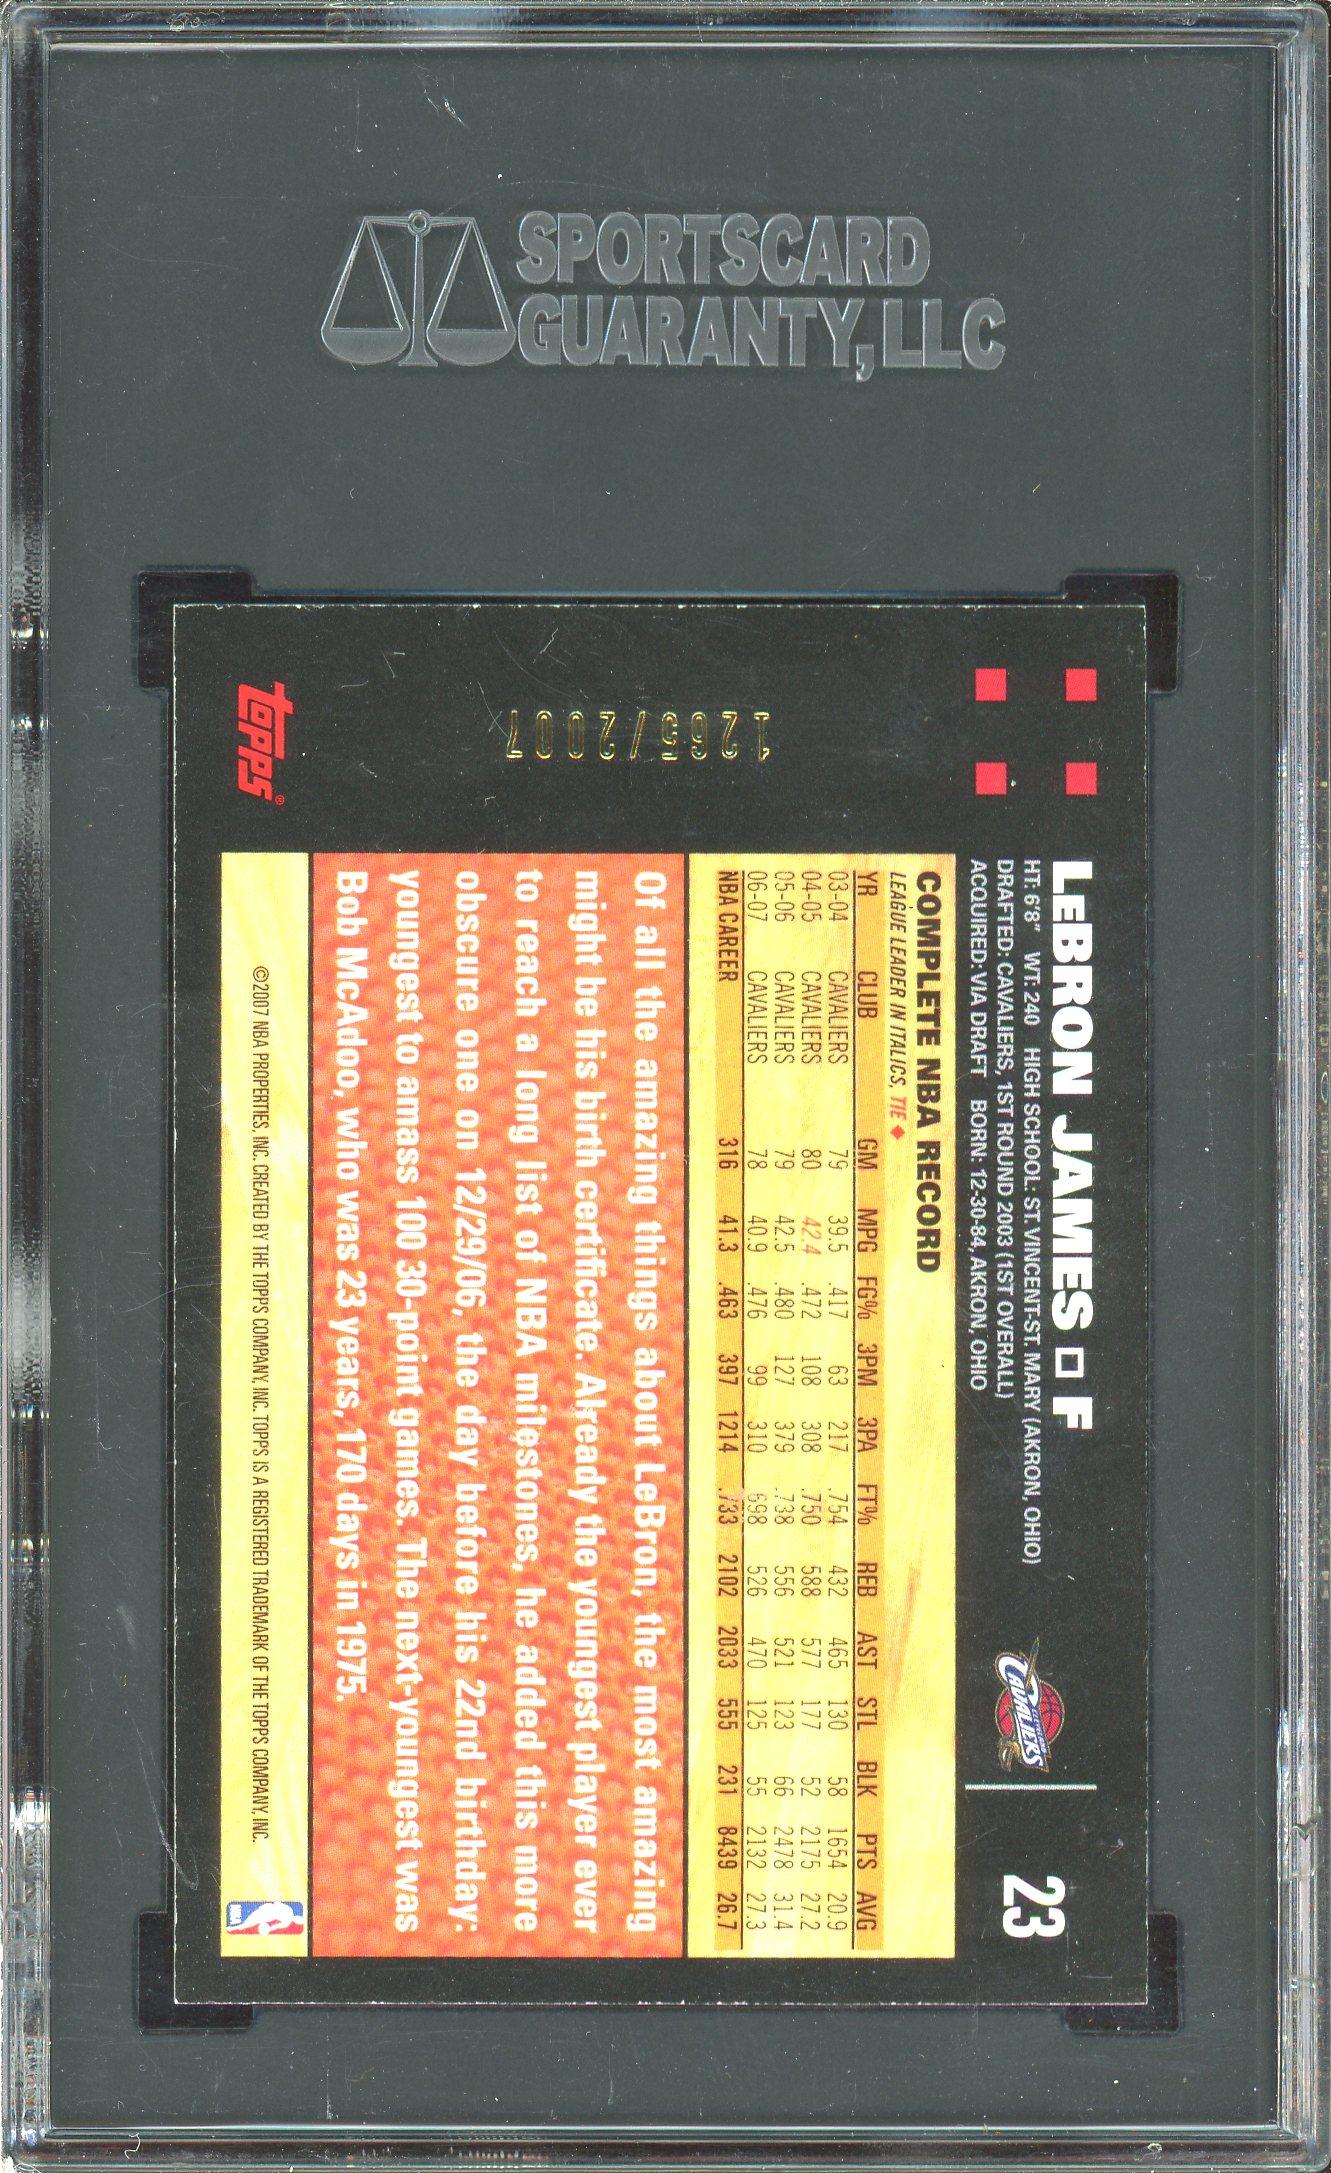 SPORTSCARD
GUARANTY, LLC
LeBRON JAMES □ F
HT: 6'8" WT: 240 HIGH SCHOOL: ST. VINCENT-ST. MARY (AKRON, OHIO)
DRAFTED: CAVALIERS, 1ST ROUND 2003 (1ST OVERALL)
ACQUIRED: VIA DRAFT BORN: 12-30-84, AKRON, OHIO
CAVALIERS
23
COMPLETE NBA RECORD
LEAGUE LEADER IN ITALICS, TIE ♦
YR CLUB GM MPG FG% 3PM 3PA FT% REB AST STL BLK PTS AVG
03-04 CAVALIERS 79 39.5 .417 63 217 .754 432 465 130 58 1654 20.9
04-05 CAVALIERS 80 42.4 .472 108 308 .750 588 577 177 52 2175 27.2
05-06 CAVALIERS 79 42.5 .480 127 379 .738 556 521 123 66 2478 31.4
06-07 CAVALIERS 78 40.9 .476 99 310 .698 526 470 125 55 2132 27.3
NBA CAREER 316 41.3 .463 397 1214 .733 2102 2033 555 231 8439 26.7
1265/2007
Of all the amazing things about LeBron, the most amazing
might be his birth certificate. Already the youngest player ever
to reach a long list of NBA milestones, he added this more
obscure one on 12/29/06, the day before his 22nd birthday:
youngest to amass 100 30-point games. The next-youngest was
Bob McAdoo, who was 23 years, 170 days in 1975.
topps®
©2007 NBA PROPERTIES, INC. CREATED BY THE TOPPS COMPANY, INC. TOPPS IS A REGISTERED TRADEMARK OF THE TOPPS COMPANY, INC.
NBA